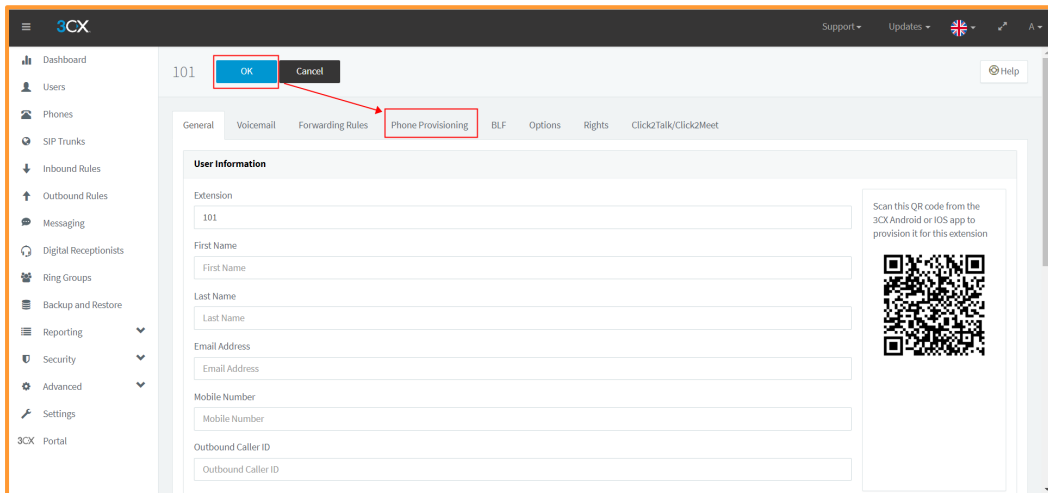 3CX
Support
Updates
A
Dashboard
Users
Phones
SIP Trunks
Inbound Rules
Outbound Rules
Messaging
Digital Receptionists
Ring Groups
Backup and Restore
Reporting
Security
Advanced
Settings
3CX Portal
101 OK Cancel
Help
General Voicemail Forwarding Rules Phone Provisioning BLF Options Rights Click2Talk/Click2Meet
User Information
Extension
101
First Name
First Name
Last Name
Last Name
Email Address
Email Address
Mobile Number
Mobile Number
Outbound Caller ID
Outbound Caller ID
Scan this QR code from the
3CX Android or IOS app to
provision it for this extension